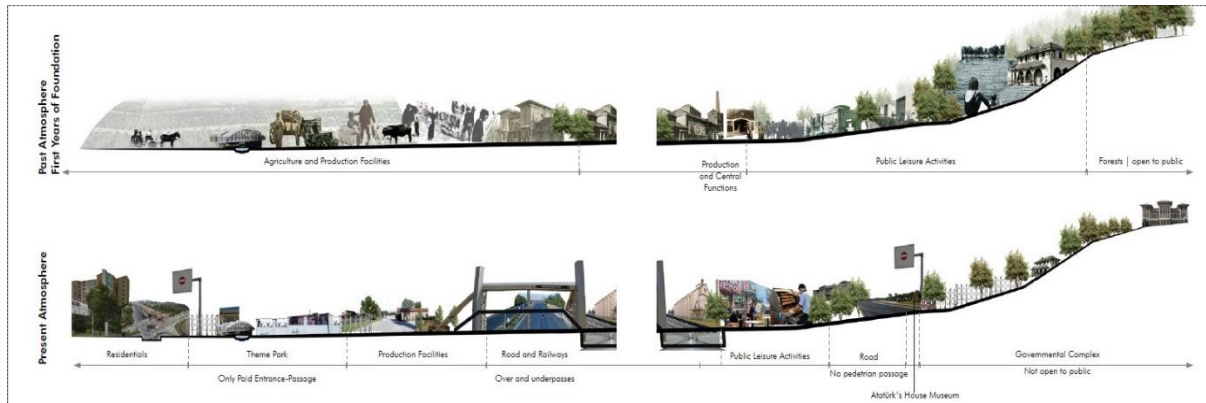 Past Atmosphere
First Years of Foundation
Agriculture and Production Facilities
Production
and Central
Functions
Public Leisure Activities
Forests | open to public
Present Atmosphere
Residentials
Theme Park
Production Facilities
Road and Railways
Public Leisure Activities
Road
Governmental Complex
Only Paid Entrance-Passage
Over and underpasses
No pedetrian passage
Not open to public
Atatürk's House Museum